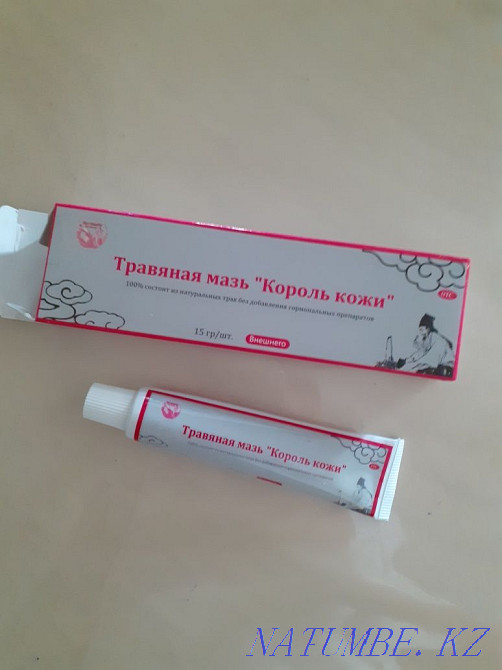 Травяная мазь "Король кожи"
100% состоит из натуральных трав без добавления гормональных препаратов
15 гр/шт. Внешнего
Травяная мазь "Король кожи"
NATUMBE.KZ